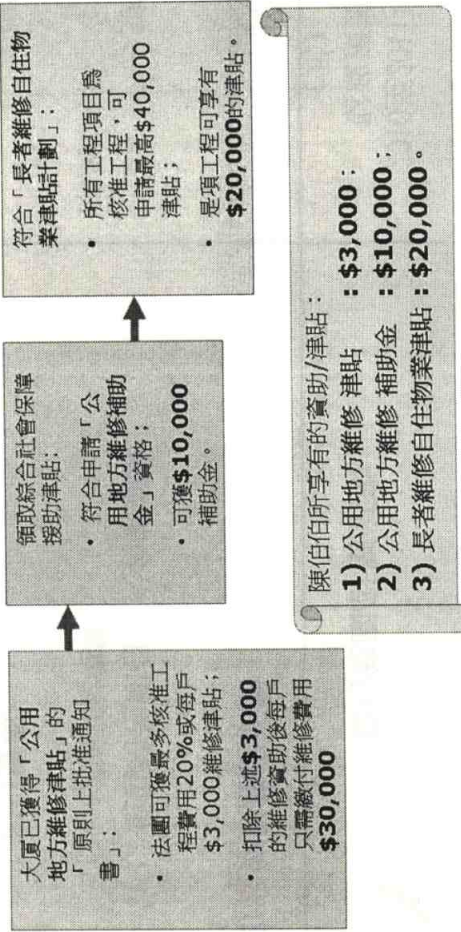 大厦已獲得「公用
地方維修津貼」的
「原則上批准通知
書」：
• 法團可獲最多核准工
程費用20%或每戶
$3,000維修津貼；
• 扣除上述$3,000
的維修資助後每戶
只需繳付維修費用
$30,000
領取綜合社會保障
援助津貼：
• 符合申請「公
用地方維修補助
金」資格；
• 可獲$10,000
補助金。
符合「長者維修自住物
業津貼計劃」：
• 所有工程項目爲
核准工程，可
申請最高$40,000
津貼；
• 是項工程可享有
$20,000的津貼。
陳伯伯所享有的資助/津貼：
1) 公用地方維修 津貼 ：$3,000；
2) 公用地方維修 補助金 ：$10,000；
3) 長者維修自住物業津貼：$20,000。